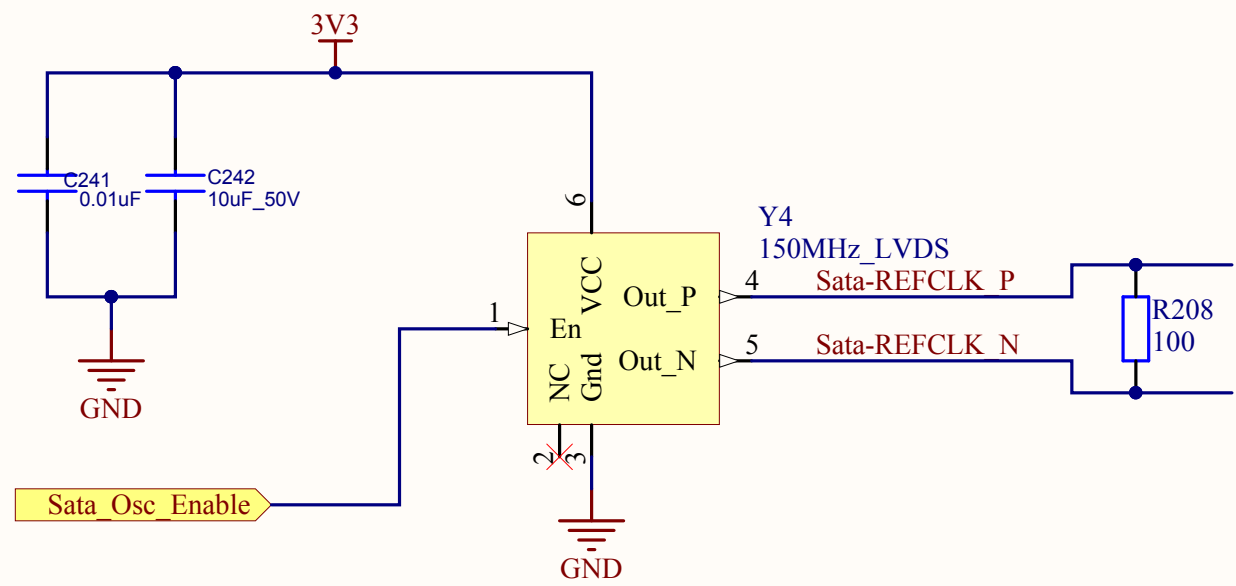 3V3
C241
0.01uF
C242
10uF_50V
6
Y4
150MHz_LVDS
VCC
Out_P
4
Sata-REFCLK_P
1
En
R208
100
Out_N
5
Sata-REFCLK_N
NC
Gnd
GND
2
3
Sata_Osc_Enable
GND